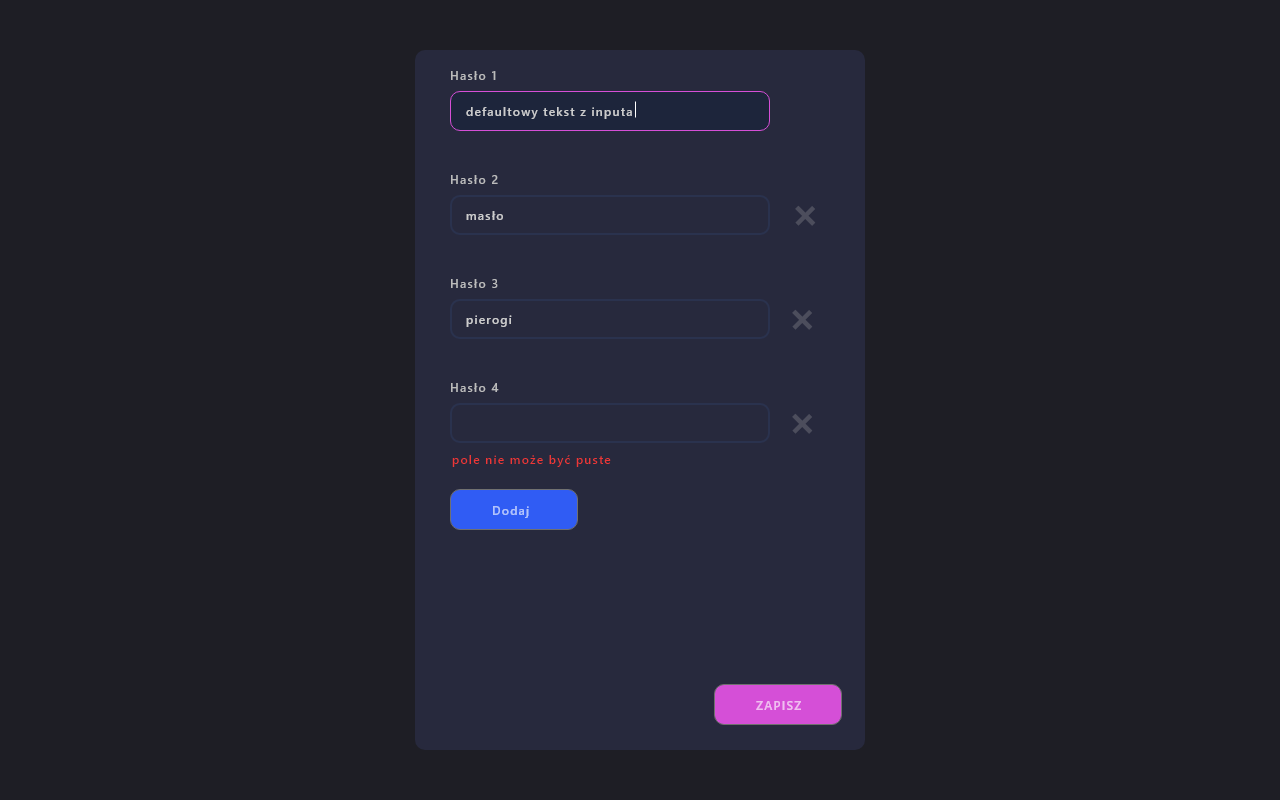 Hasło 1
defaultowy tekst z inputa
Hasło 2
masło
Hasło 3
pierogi
Hasło 4
pole nie może być puste
Dodaj
ZAPISZ